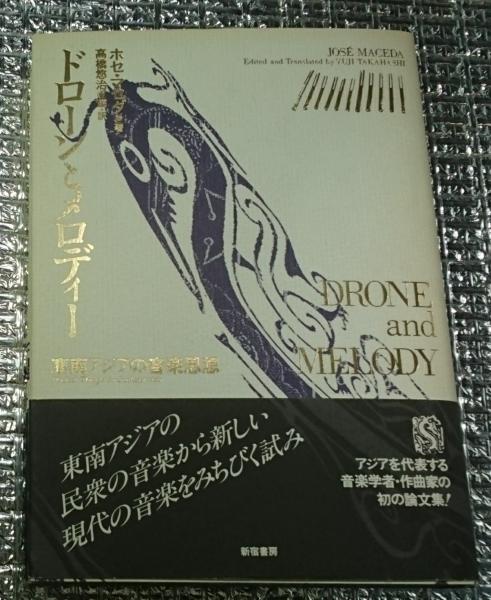 JOSÉ MACEDA
Edited and Translated by YUJI TAKAHASHI
ホセ・マセダ著
高橋悠治編・訳
ドローンとメロディー
DRONE
and
MELODY
東南アジアの音楽思想
東南アジアの
民衆の音楽から新しい
現代の音楽をみちびく試み
アジアを代表する
音楽学者・作曲家の
初の論文集!
新宿書房